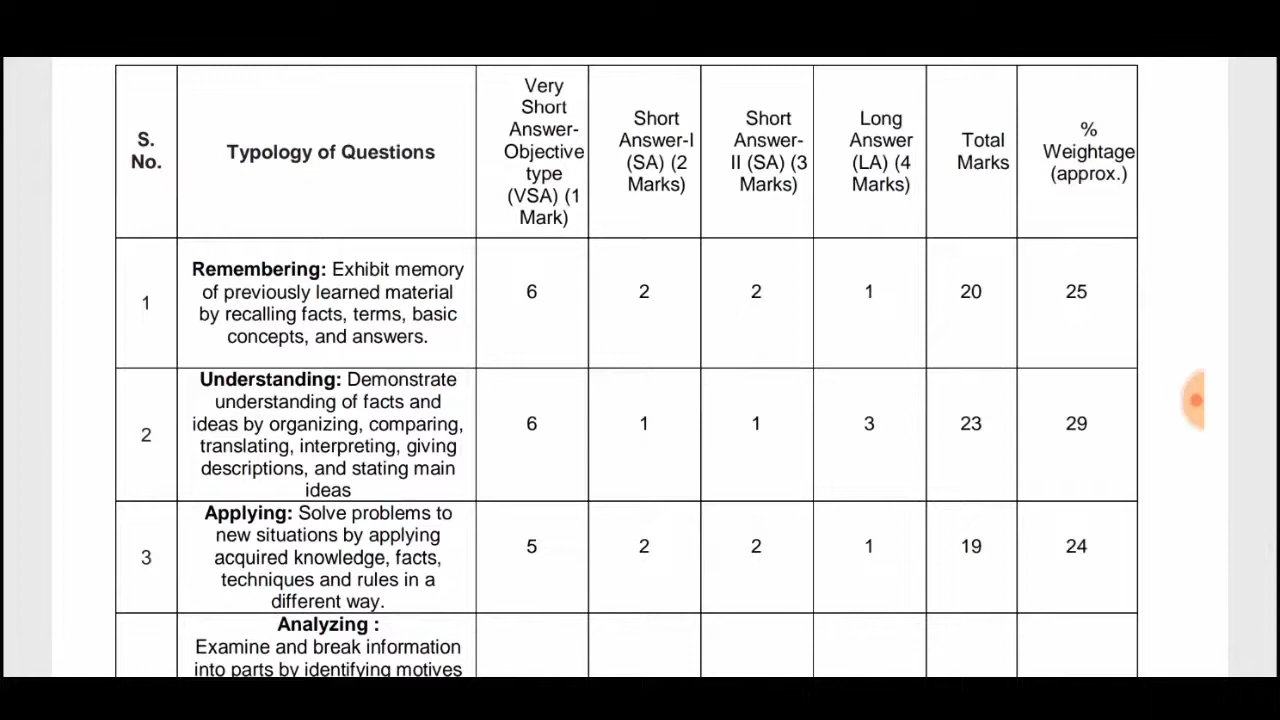 S. No.
Typology of Questions
Very Short Answer- Objective type (VSA) (1 Mark)
Short Answer-I (SA) (2 Marks)
Short Answer- II (SA) (3 Marks)
Long Answer (LA) (4 Marks)
Total Marks
% Weightage (approx.)
1
Remembering: Exhibit memory
of previously learned material
by recalling facts, terms, basic
concepts, and answers.
6 2 2 1 20 25
2
Understanding: Demonstrate
understanding of facts and
ideas by organizing, comparing,
translating, interpreting, giving
descriptions, and stating main
ideas
6 1 1 3 23 29
3
Applying: Solve problems to
new situations by applying
acquired knowledge, facts,
techniques and rules in a
different way.
5 2 2 1 19 24
Analyzing :
Examine and break information
into parts by identifying motives